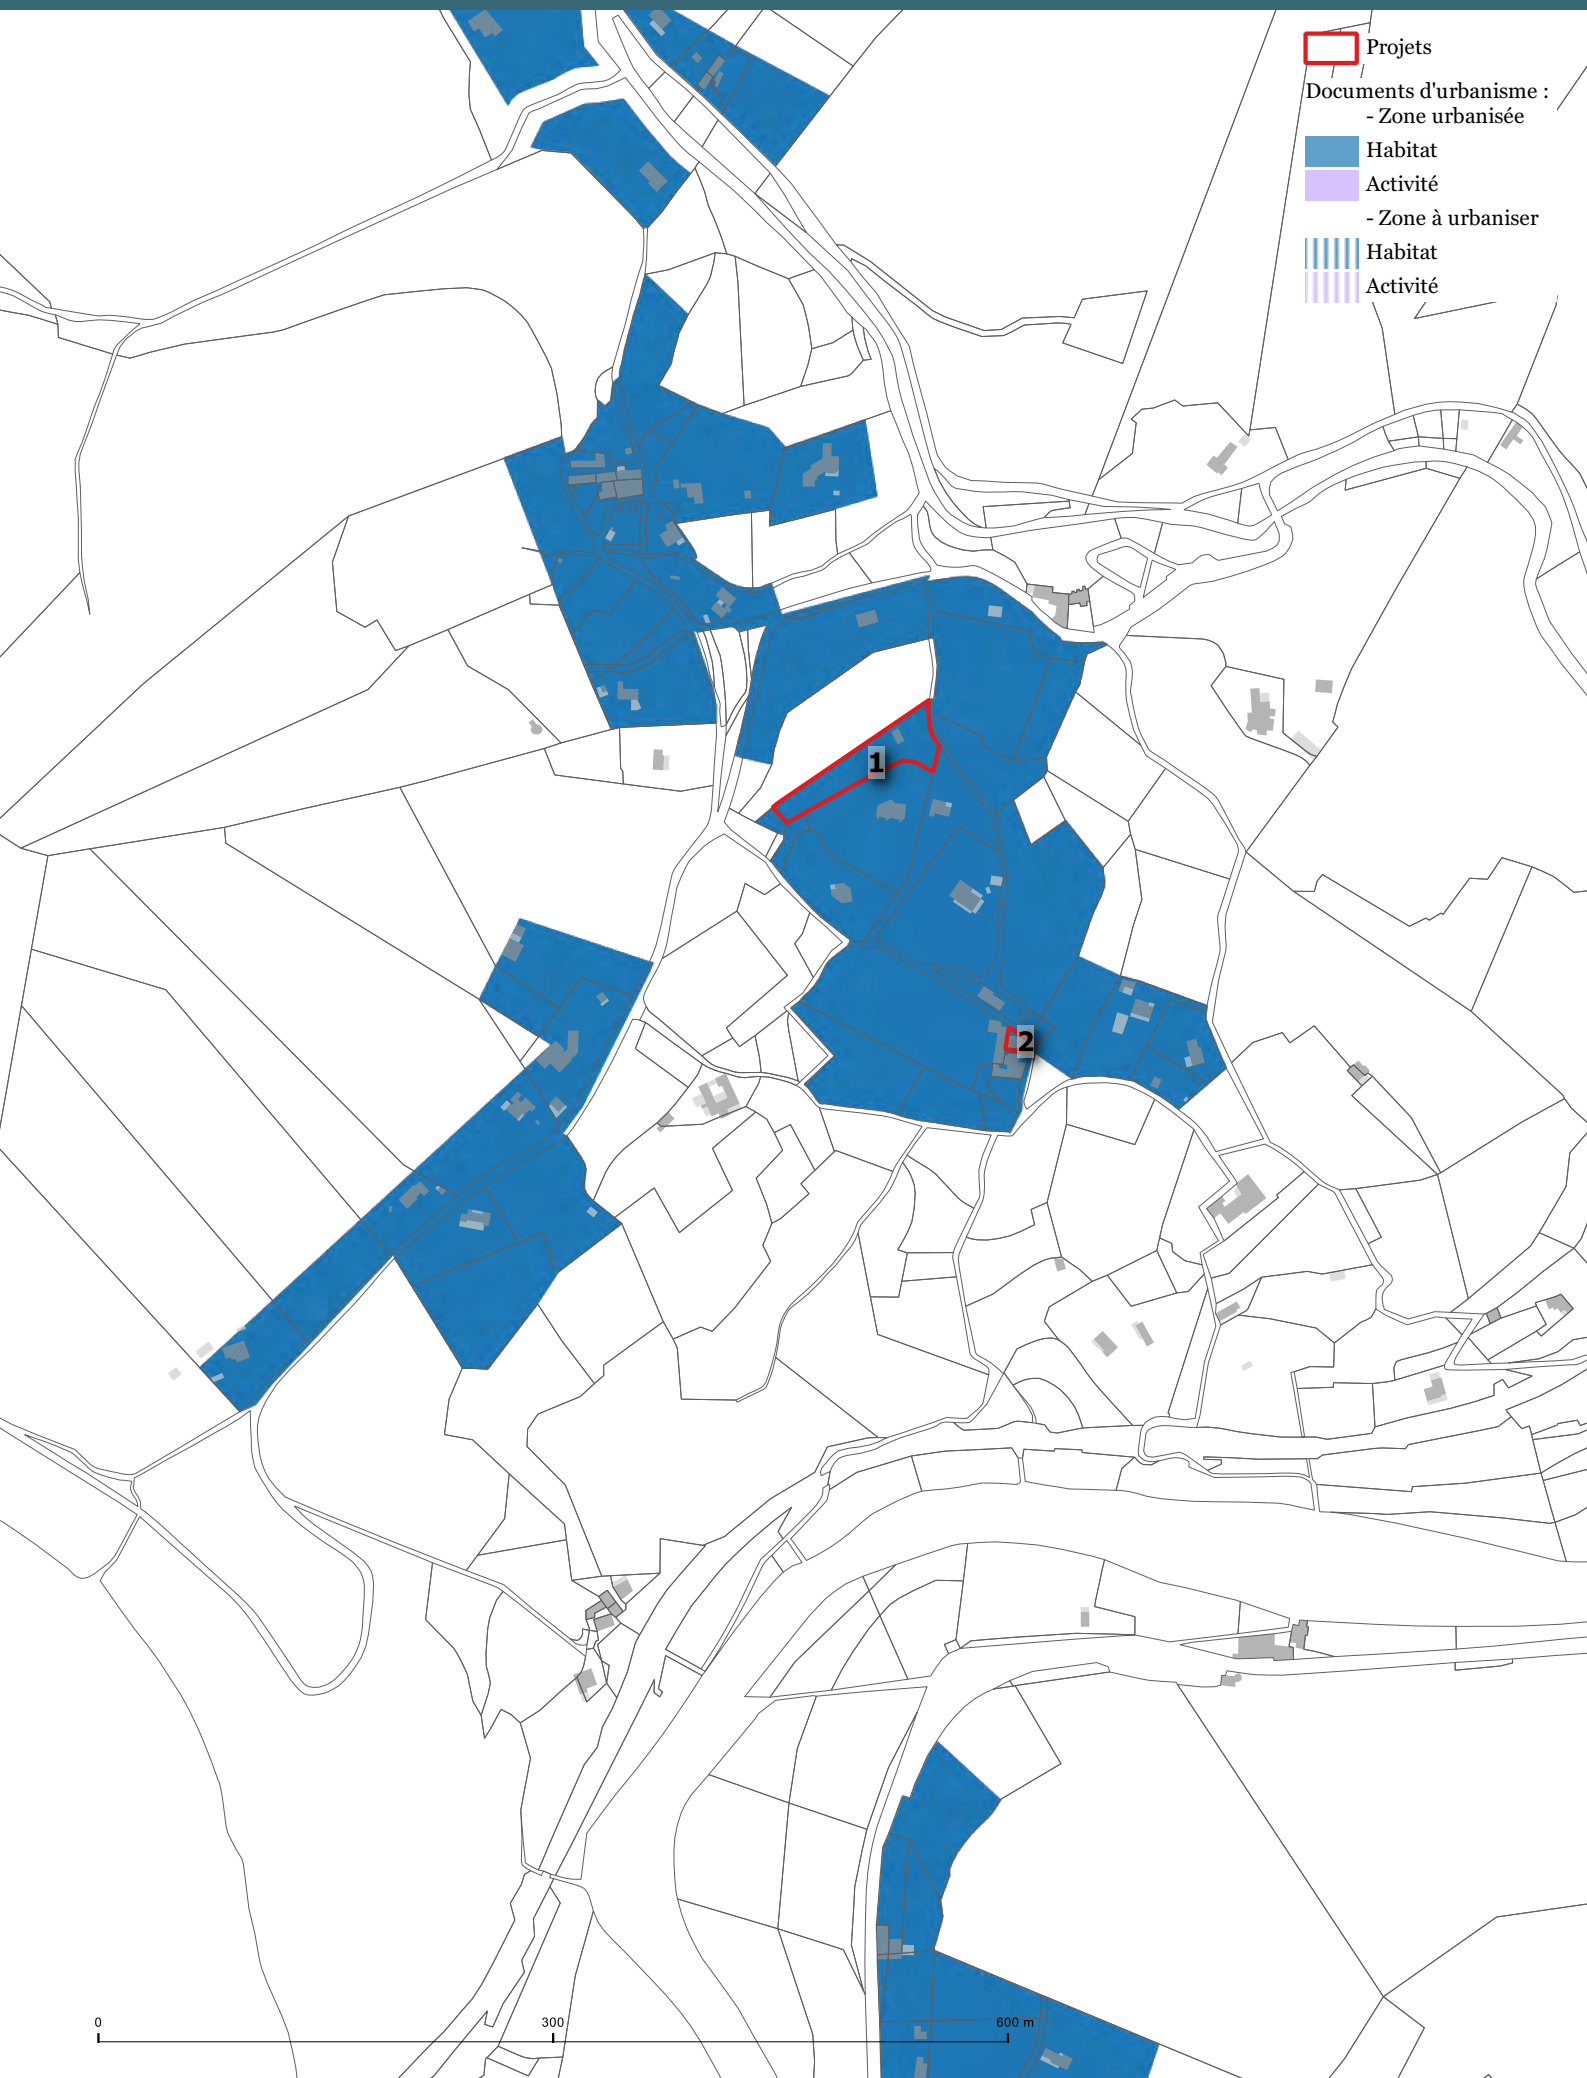 Projets
Documents d'urbanisme :
- Zone urbanisée
Habitat
Activité
- Zone à urbaniser
Habitat
Activité
1
2
0 300 600 m